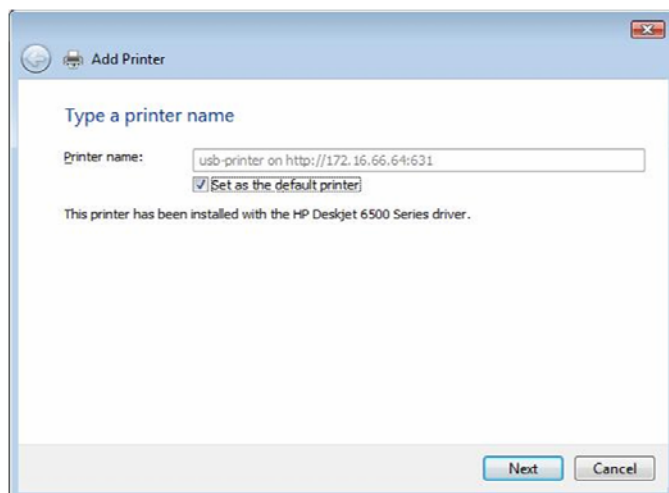 Add Printer
Type a printer name
Printer name:
usb-printer on http://172.16.66.64:631
Set as the default printer
This printer has been installed with the HP Deskjet 6500 Series driver.
Next
Cancel